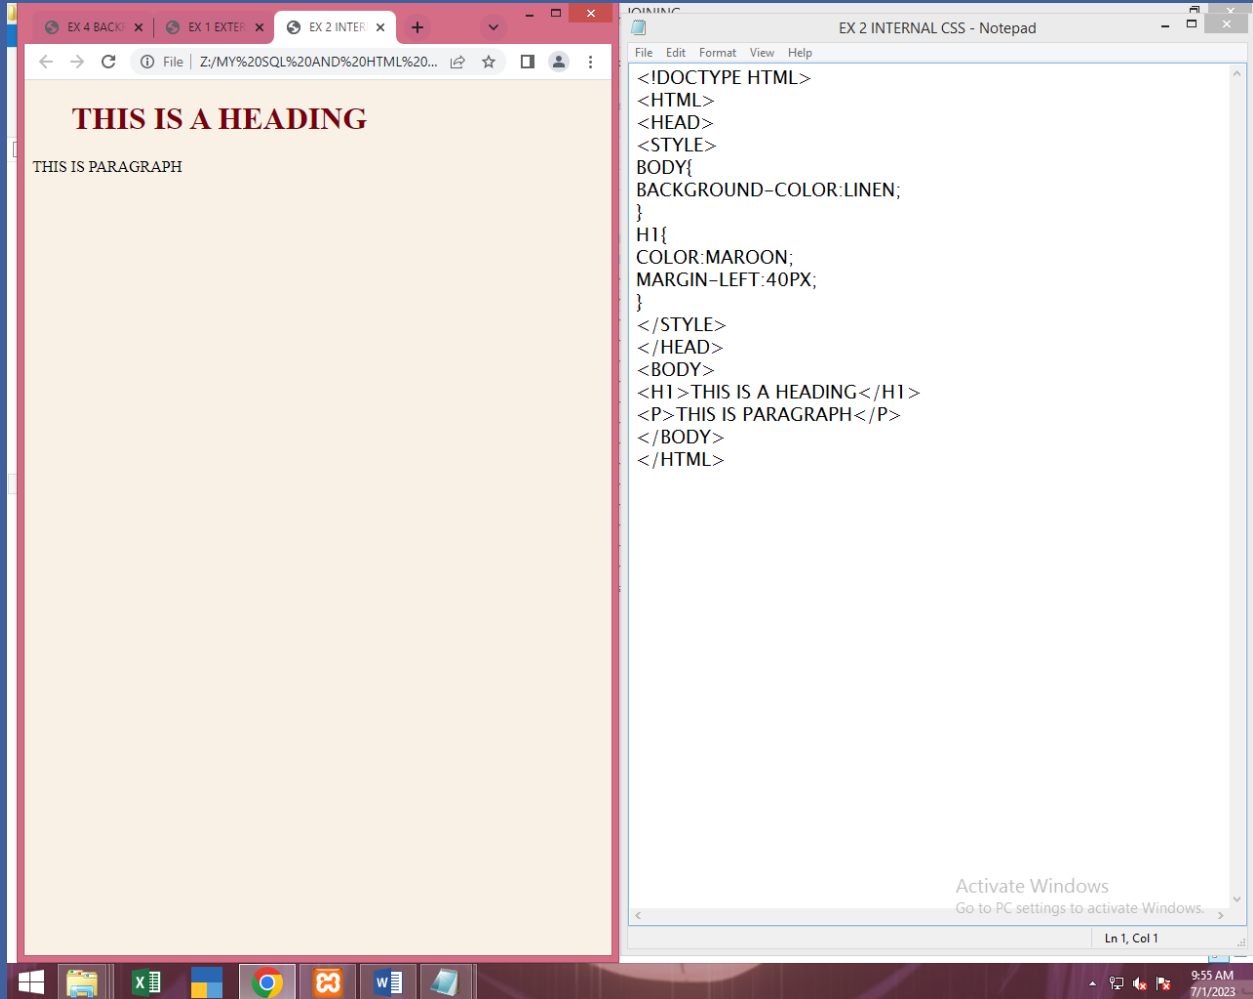 EX 4 BACK
EX 1 EXTER
EX 2 INTER
File
Z:/MY%20SQL%20AND%20HTML%20...
THIS IS A HEADING
THIS IS PARAGRAPH
JOINING
EX 2 INTERNAL CSS - Notepad
File Edit Format View Help
<!DOCTYPE HTML>
<HTML>
<HEAD>
<STYLE>
BODY{
BACKGROUND-COLOR:LINEN;
}
H1{
COLOR:MAROON;
MARGIN-LEFT:40PX;
}
</STYLE>
</HEAD>
<BODY>
<H1>THIS IS A HEADING</H1>
<P>THIS IS PARAGRAPH</P>
</BODY>
</HTML>
Activate Windows
Go to PC settings to activate Windows.
Ln 1, Col 1
9:55 AM
7/1/2023